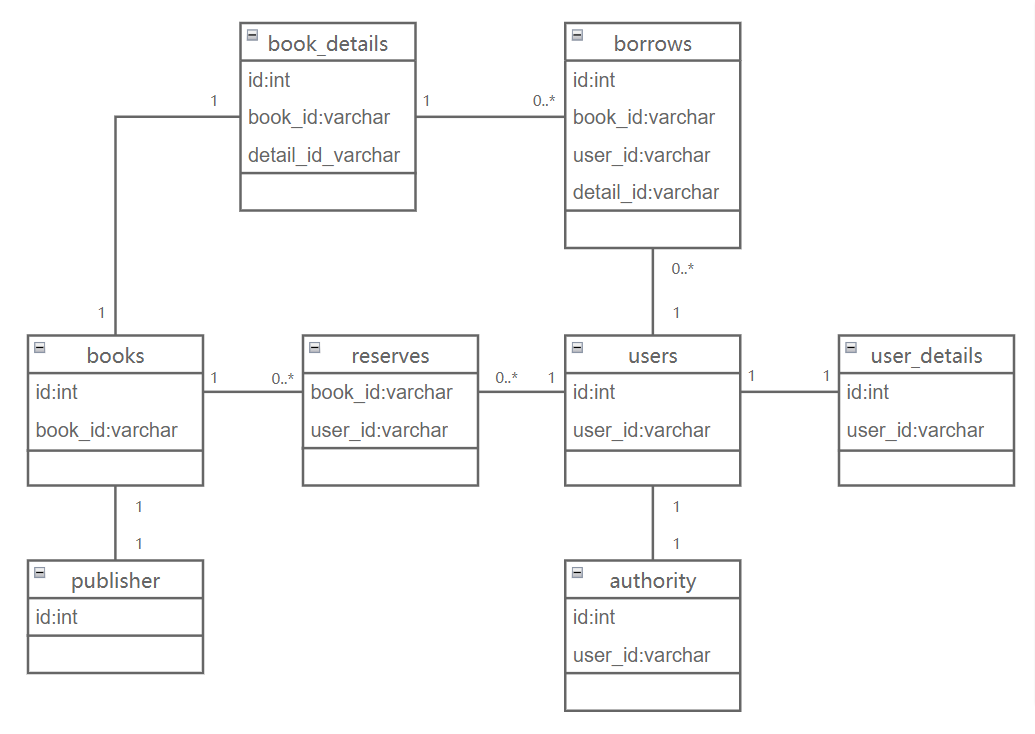 book_details
id:int
book_id:varchar
detail_id_varchar
borrows
id:int
book_id:varchar
user_id:varchar
detail_id:varchar
1
1
0..*
1
0..*
1
books
id:int
book_id:varchar
1
0..*
reserves
book_id:varchar
user_id:varchar
0..*
1
users
id:int
user_id:varchar
1
1
user_details
id:int
user_id:varchar
1
1
1
1
publisher
id:int
authority
id:int
user_id:varchar